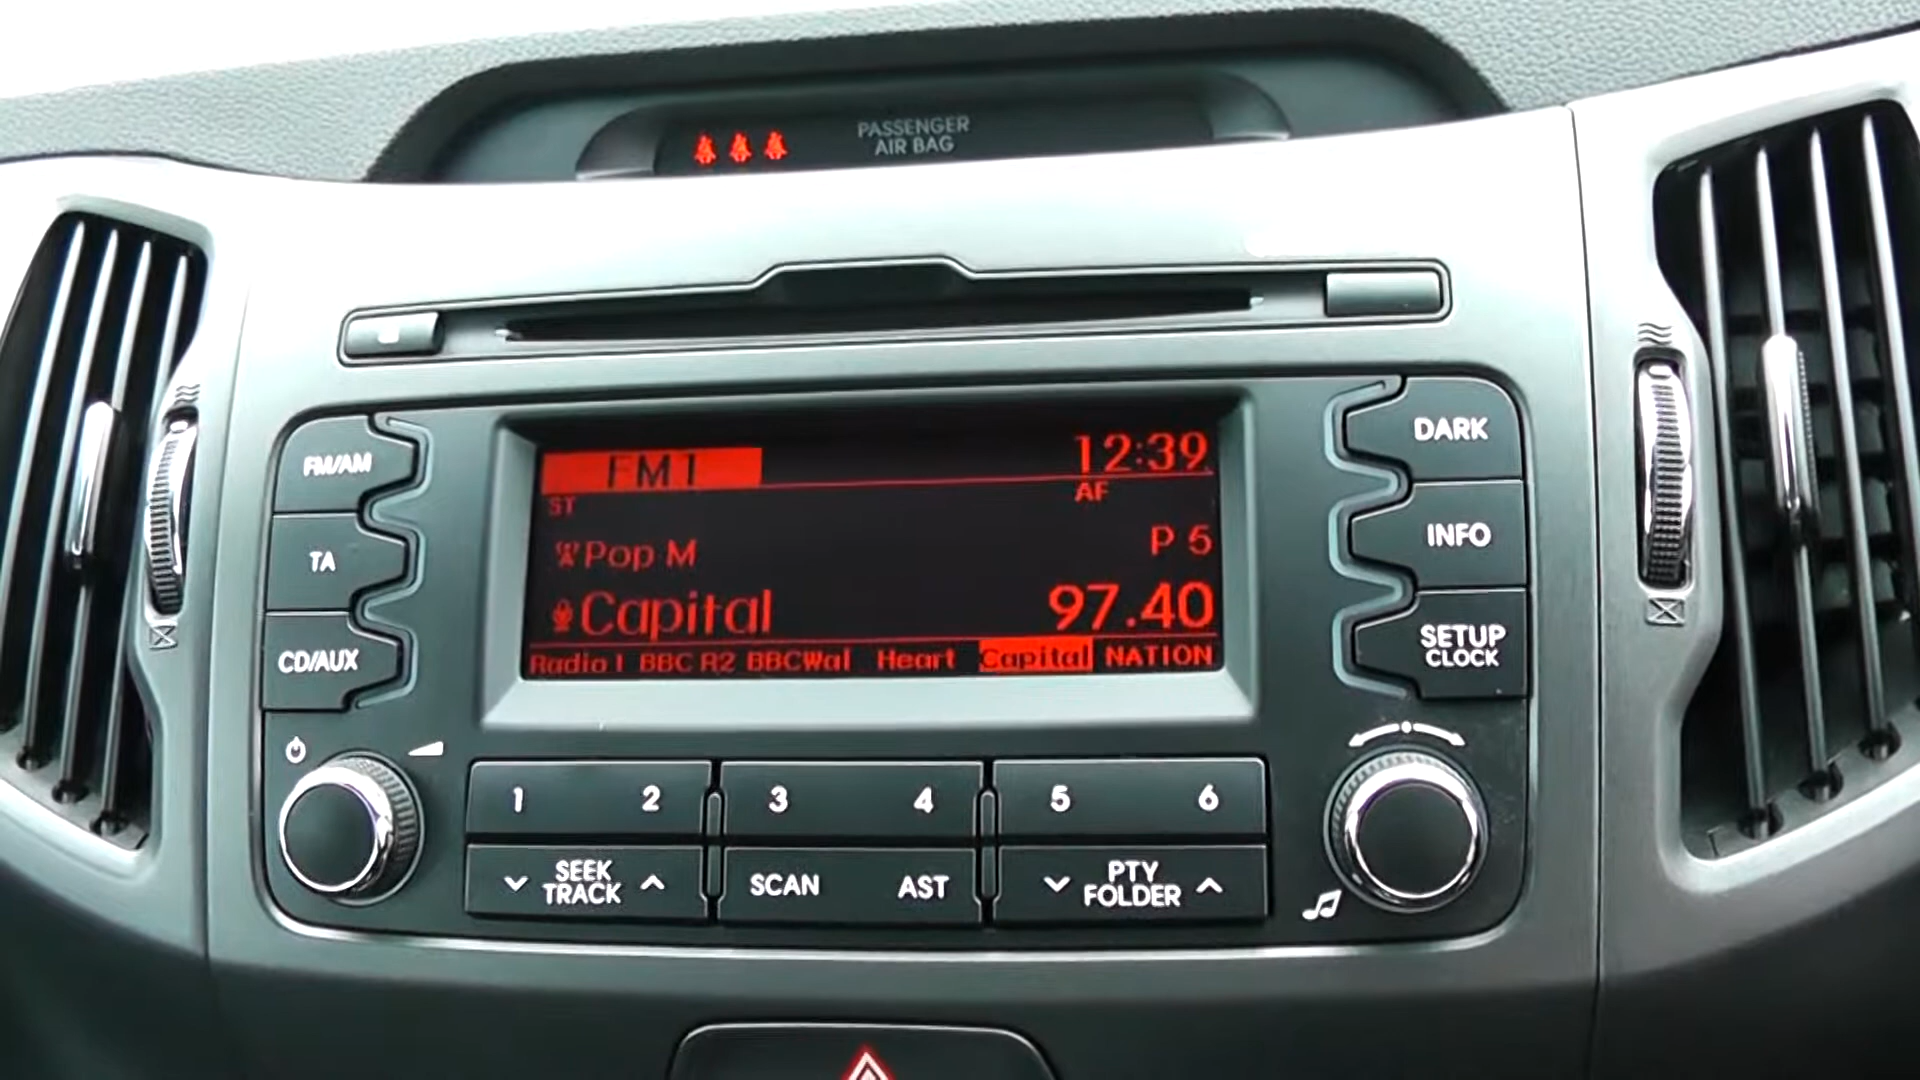 PASSENGER
AIR BAG
FM1 12:39
ST AF
Pop M P 5
Capital 97.40
Radio 1 BBC R2 BBCWal Heart Capital NATION
FM/AM
TA
CD/AUX
DARK
INFO
SETUP
CLOCK
1 2 3 4 5 6
SEEK
TRACK
SCAN AST
PTY
FOLDER